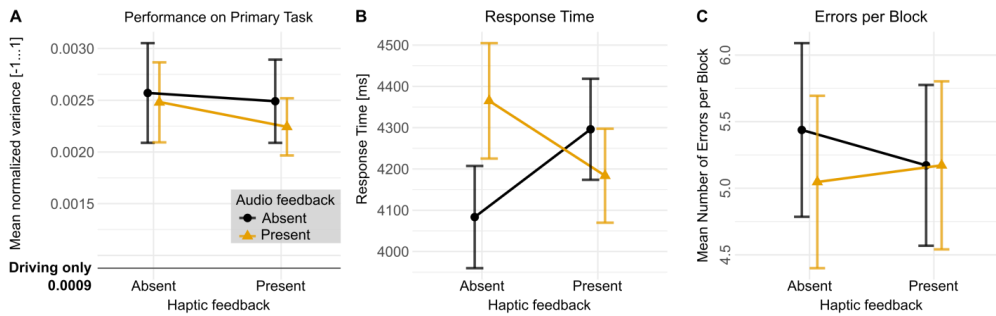 A
Performance on Primary Task
Mean normalized variance [-1...1]
0.0030
0.0025
0.0020
0.0015
Driving only
0.0009
Audio feedback
Absent
Present
Absent Present
Haptic feedback
B
Response Time
Response Time [ms]
4500
4400
4300
4200
4100
4000
Absent Present
Haptic feedback
C
Errors per Block
Mean Number of Errors per Block
6.0
5.5
5.0
4.5
Absent Present
Haptic feedback